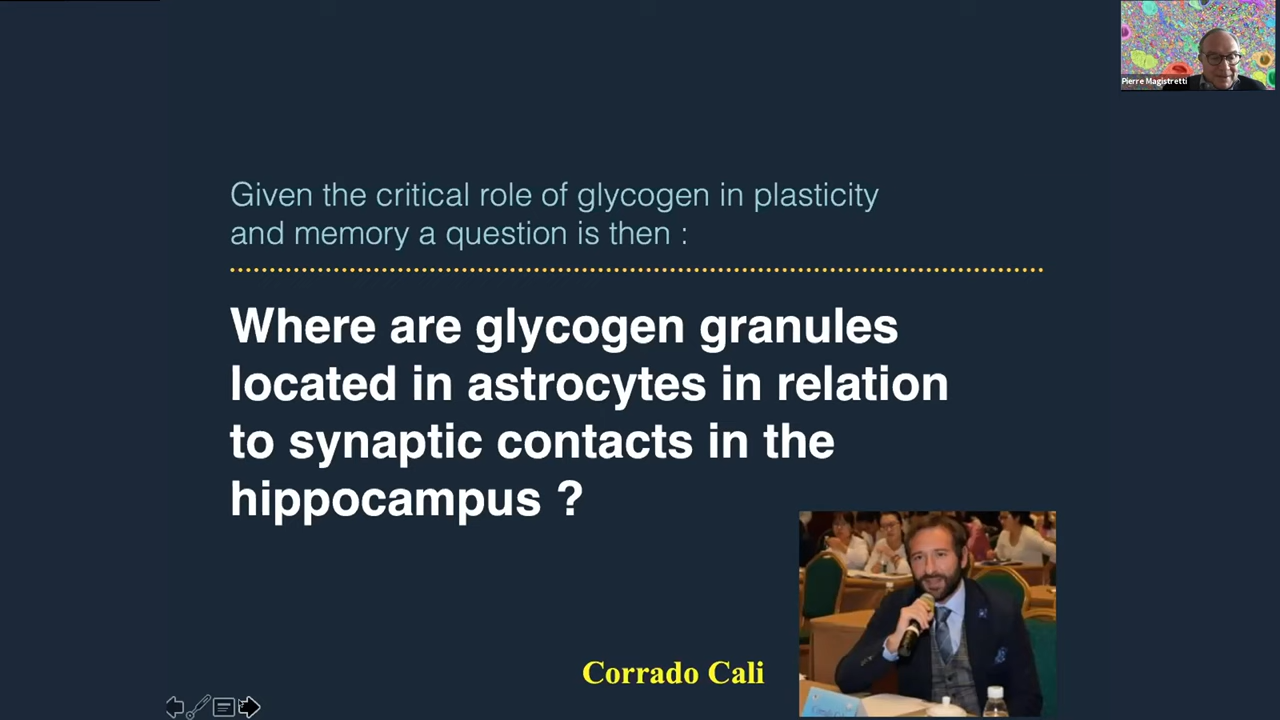 Pierre Magistretti
Given the critical role of glycogen in plasticity
and memory a question is then :
Where are glycogen granules
located in astrocytes in relation
to synaptic contacts in the
hippocampus ?
Corrado Cali